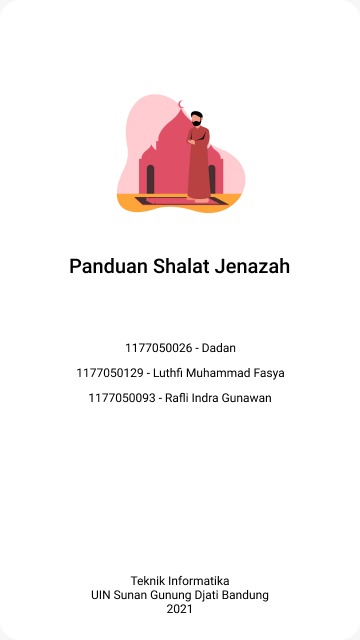 Panduan Shalat Jenazah
1177050026 - Dadan
1177050129 - Luthfi Muhammad Fasya
1177050093 - Rafli Indra Gunawan
Teknik Informatika
UIN Sunan Gunung Djati Bandung
2021